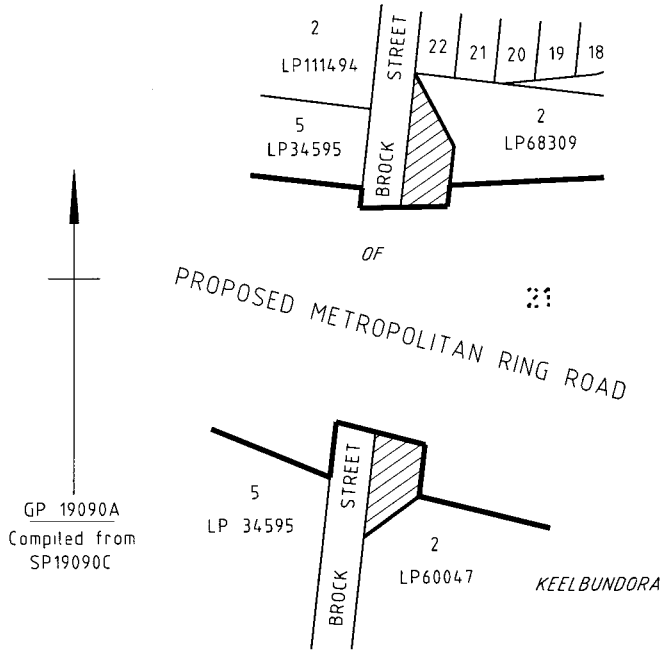 2
LP111494
STREET
22
21
20
19
18
5
LP34595
BROCK
2
LP68309
OF
21
PROPOSED METROPOLITAN RING ROAD
GP 19090A
Compiled from
SP19090C
5
LP 34595
STREET
BROCK
2
LP60047
KEELBUNDORA